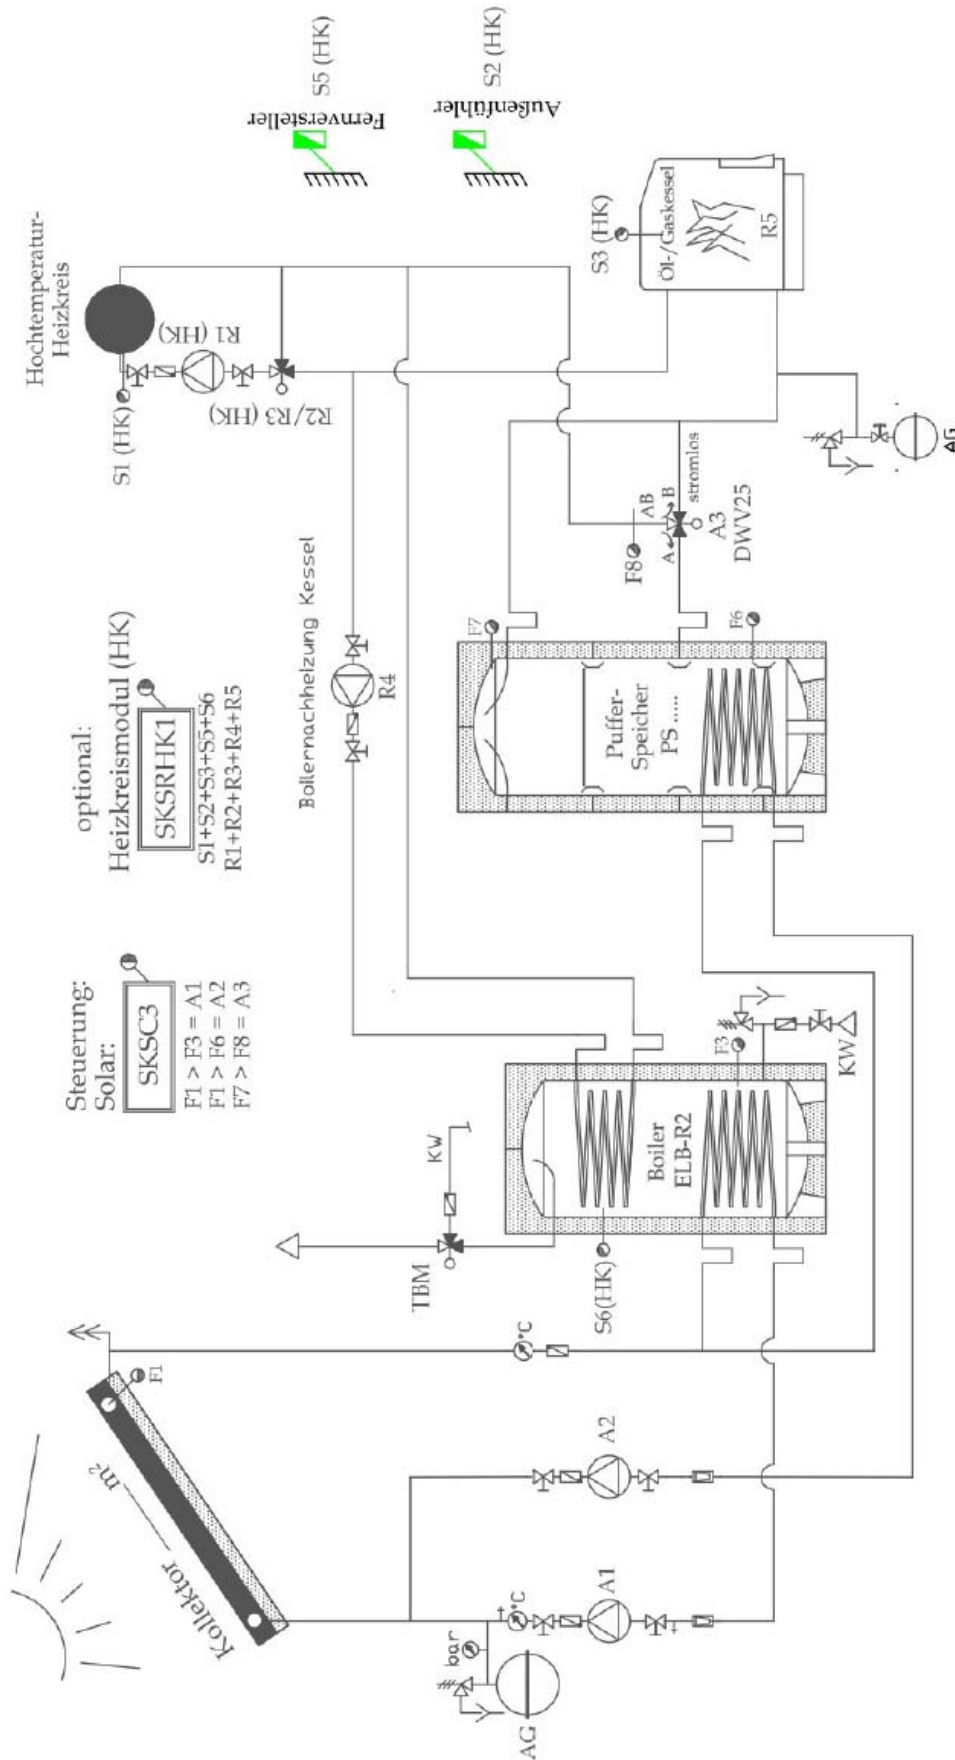 Steuerung:
Solar:
SKSC3
F1 > F3 = A1
F1 > F6 = A2
F7 > F8 = A3
optional:
Heizkreismodul (HK)
SKSRHK1
S1+S2+S3+S5+S6
R1+R2+R3+R4+R5
Hochtemperatur-
Heizkreis
S1 (HK)
R1 (HK)
R2/R3 (HK)
Fernversteller
S5 (HK)
Außenfühler
S2 (HK)
Kollektor
m²
F1
TBM
KW
°C
Boilernachheizung Kessel
R4
S6(HK)
Boiler
ELB-R2
F3
KW
F7
Puffer-
Speicher
PS .....
F6
F8
AB
A
B
stromlos
A3
DWV25
S3 (HK)
Öl-/Gaskessel
R5
AG
bar
AG
°C
A1
A2